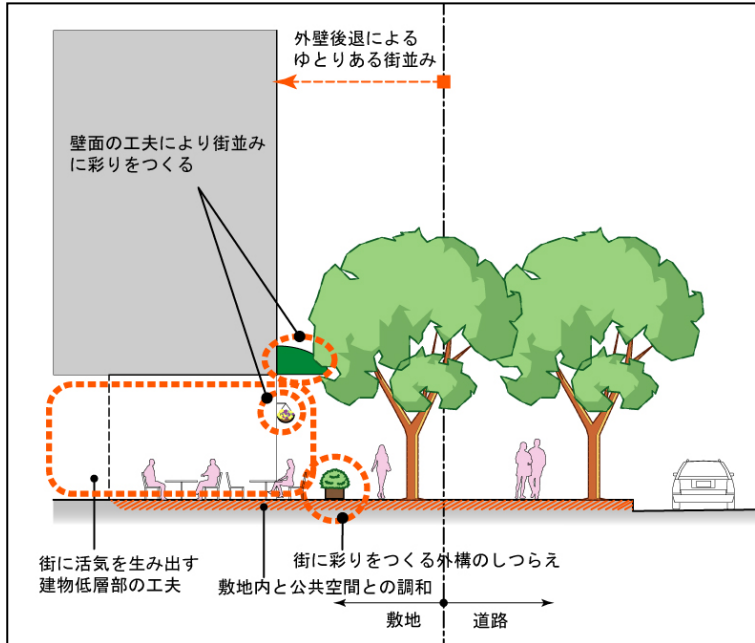 外壁後退による
ゆとりある街並み
壁面の工夫により街並み
に彩りをつくる
街に活気を生み出す
建物低層部の工夫
街に彩りをつくる外構のしつらえ
敷地内と公共空間との調和
敷地
道路